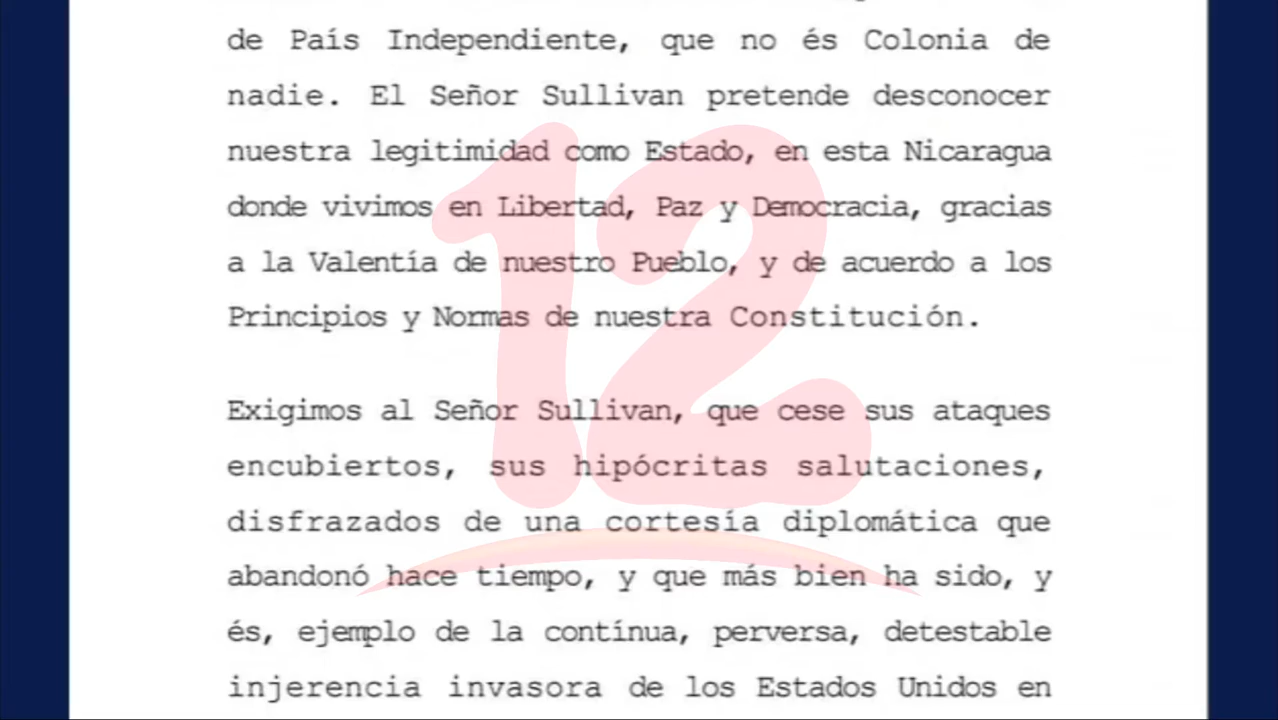 de País Independiente, que no és Colonia de
nadie. El Señor Sullivan pretende desconocer
nuestra legitimidad como Estado, en esta Nicaragua
donde vivimos en Libertad, Paz y Democracia, gracias
a la Valentía de nuestro Pueblo, y de acuerdo a los
Principios y Normas de nuestra Constitución.
Exigimos al Señor Sullivan, que cese sus ataques
encubiertos, sus hipócritas salutaciones,
disfrazados de una cortesía diplomática que
abandonó hace tiempo, y que más bien ha sido, y
és, ejemplo de la contínua, perversa, detestable
injerencia invasora de los Estados Unidos en
12